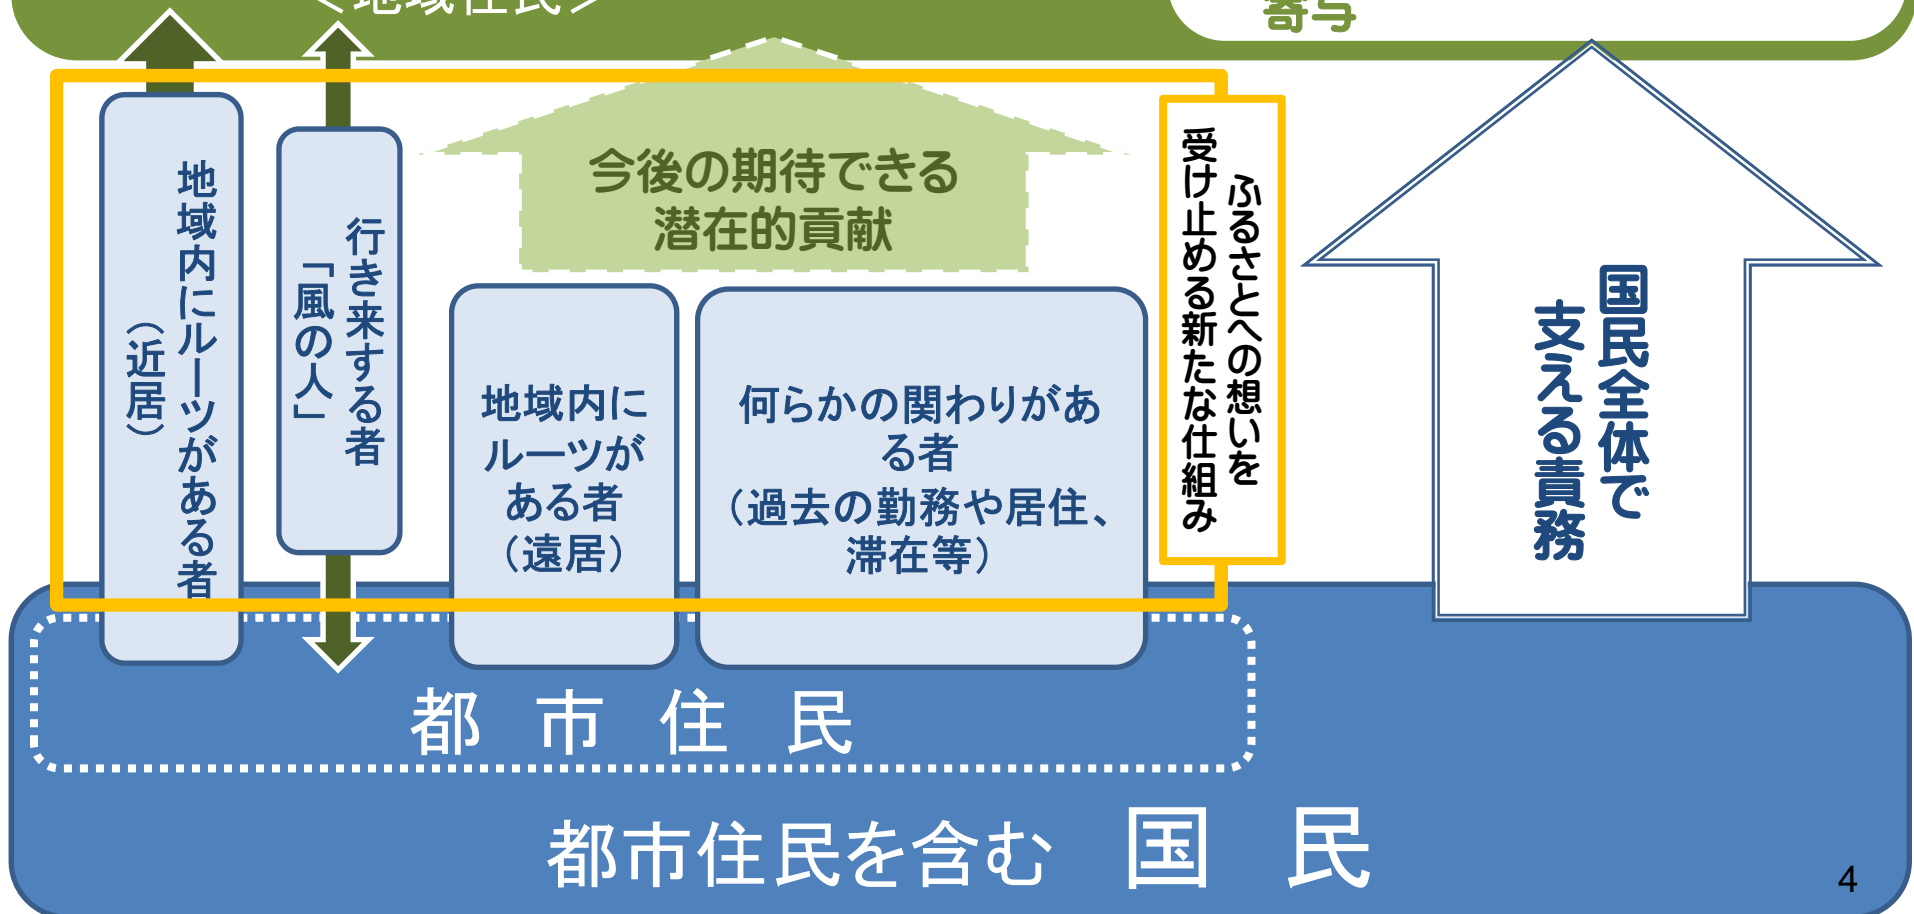 <地域住民>
寄与
地域内にルーツがある者
（近居）
行き来する者
「風の人」
今後の期待できる
潜在的貢献
地域内に
ルーツが
ある者
（遠居）
何らかの関わりがあ
る者
（過去の勤務や居住、
滞在等）
ふるさとへの想いを
受け止める新たな仕組み
国民全体で
支える責務
都 市 住 民
都市住民を含む 国 民
4